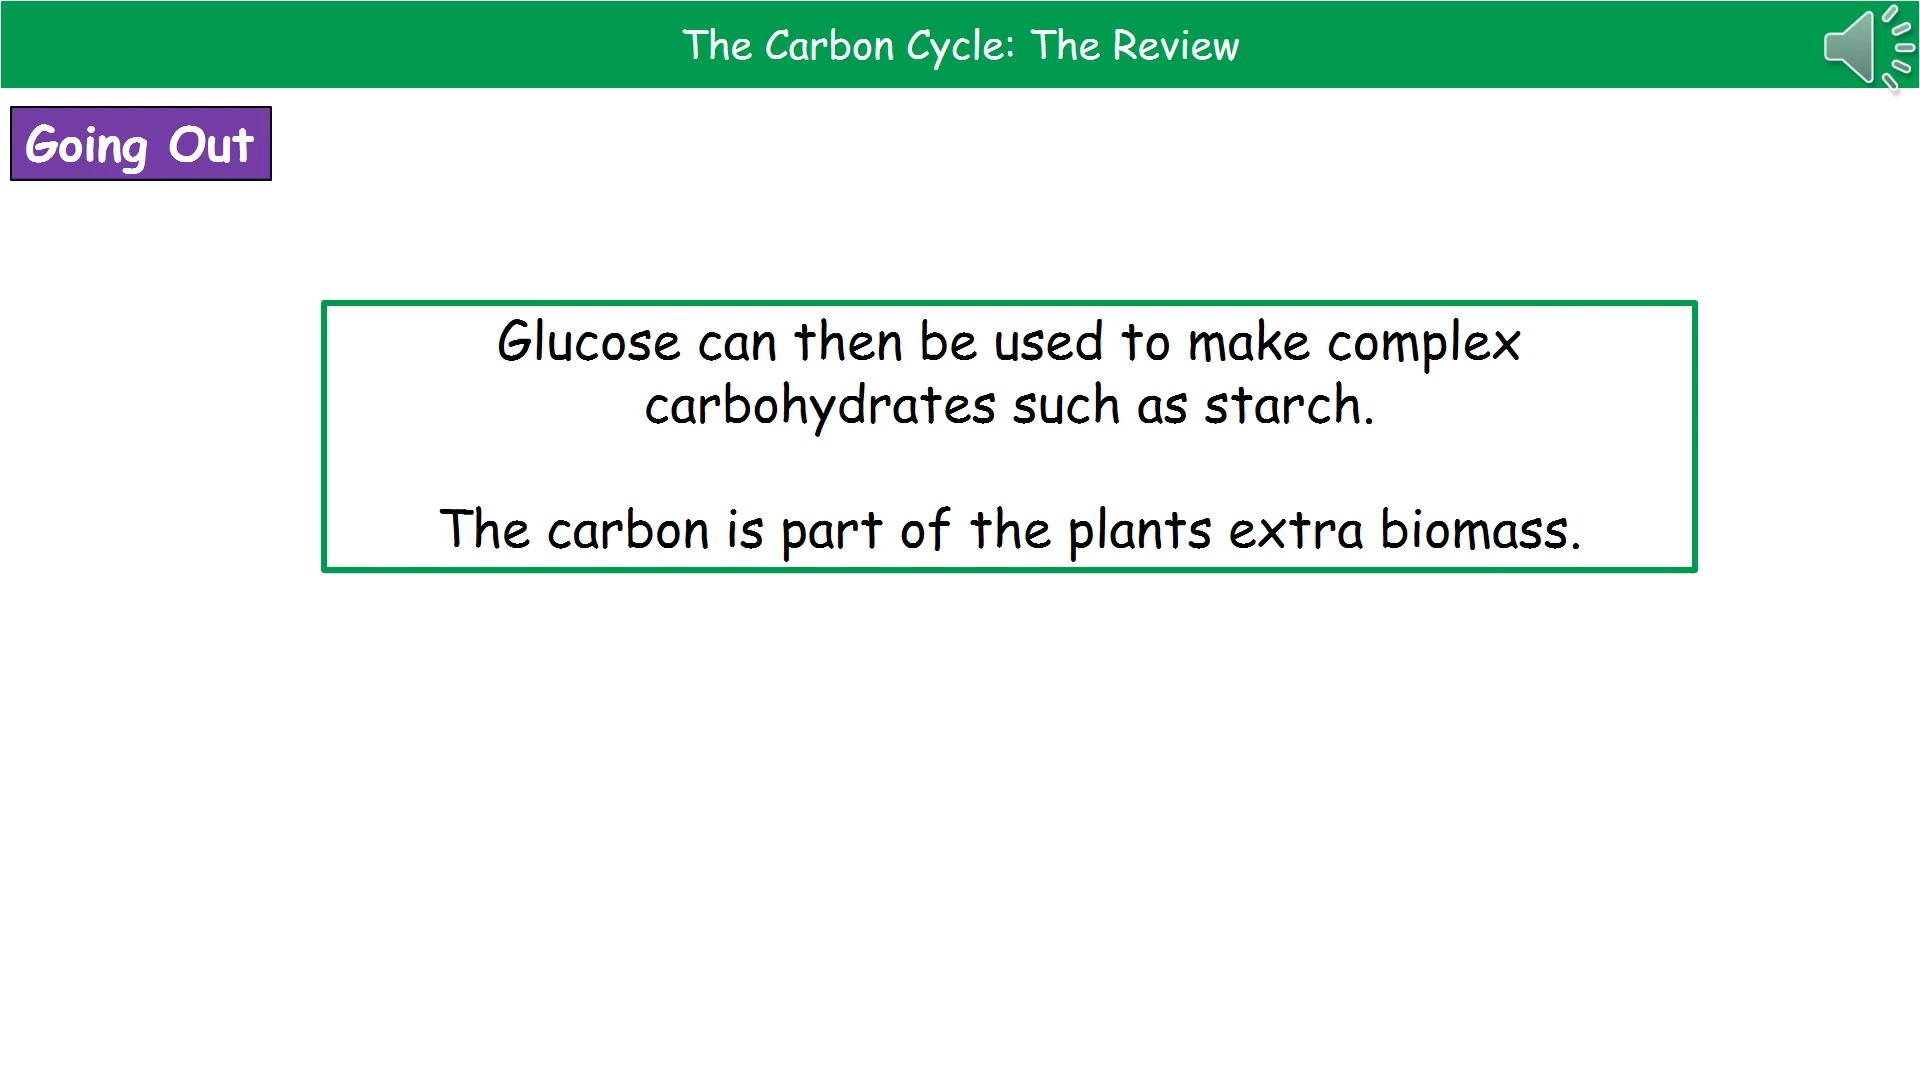 The Carbon Cycle: The Review
Going Out
Glucose can then be used to make complex
carbohydrates such as starch.
The carbon is part of the plants extra biomass.